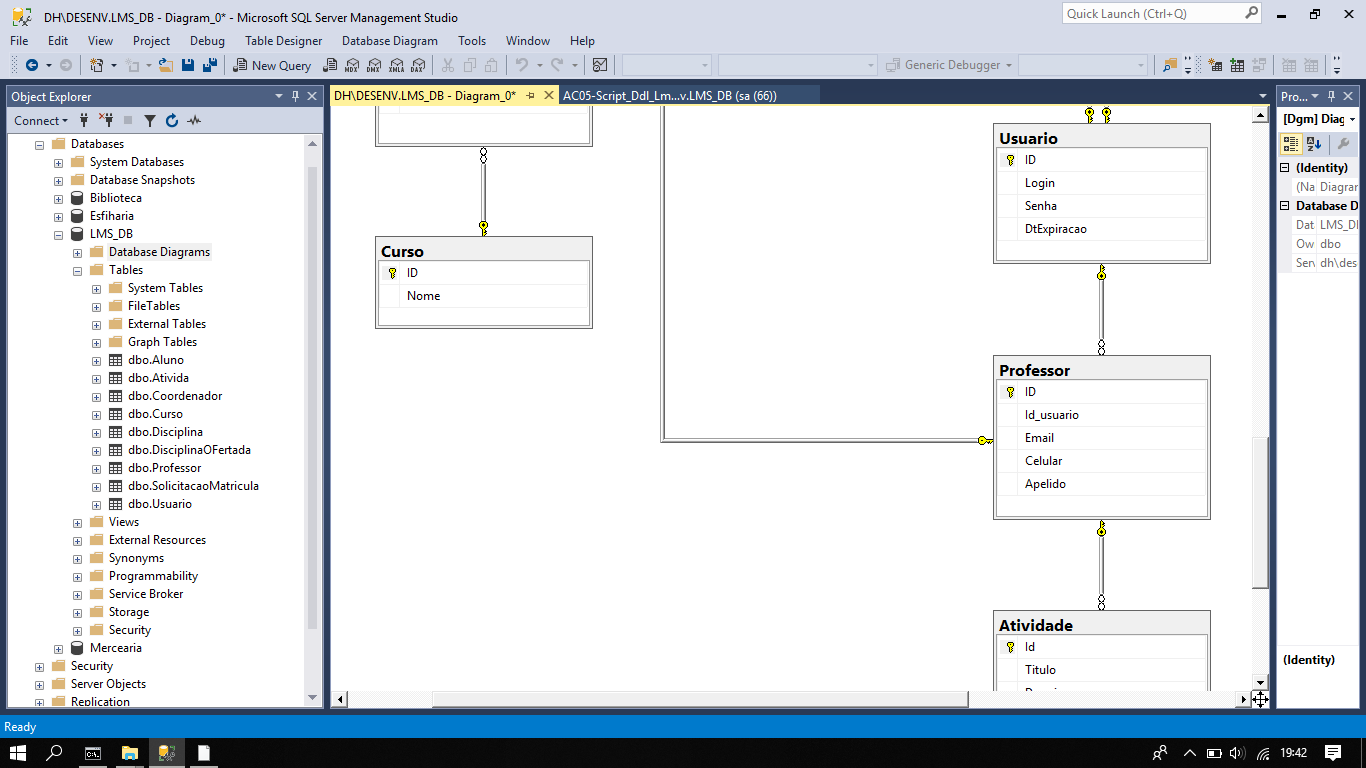 DH\DESENV.LMS_DB - Diagram_0* - Microsoft SQL Server Management Studio
Quick Launch (Ctrl+Q)
File Edit View Project Debug Table Designer Database Diagram Tools Window Help
New Query MDX DMX XMLA DAX Generic Debugger
Object Explorer
Connect
Databases
System Databases
Database Snapshots
Biblioteca
Esfiharia
LMS_DB
Database Diagrams
Tables
System Tables
FileTables
External Tables
Graph Tables
dbo.Aluno
dbo.Ativida
dbo.Coordenador
dbo.Curso
dbo.Disciplina
dbo.DisciplinaOFertada
dbo.Professor
dbo.SolicitacaoMatricula
dbo.Usuario
Views
External Resources
Synonyms
Programmability
Service Broker
Storage
Security
Mercearia
Security
Server Objects
Replication
DH\DESENV.LMS_DB - Diagram_0* AC05-Script_Ddl_Lm...v.LMS_DB (sa (66))
Curso
ID
Nome
Usuario
ID
Login
Senha
DtExpiracao
Professor
ID
Id_usuario
Email
Celular
Apelido
Atividade
Id
Titulo
Pro...
[Dgm] Diag
(Identity)
(Na Diagrar
Database D
Dat LMS_DI
Ow dbo
Ser dh\des
(Identity)
Ready
19:42